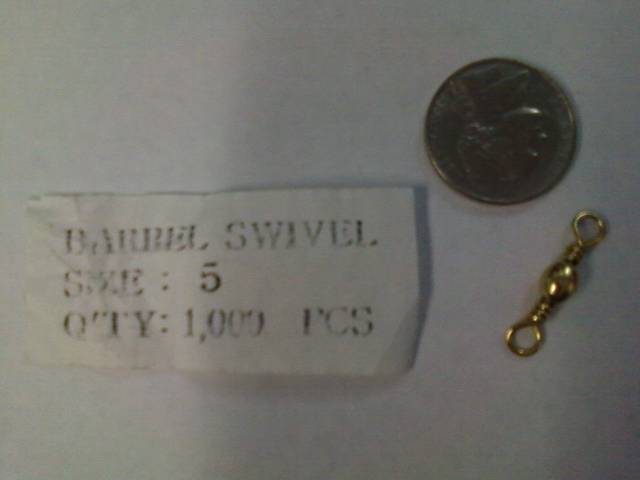 BARREL SWIVEL
SIZE : 5
Q'TY: 1,000 PCS